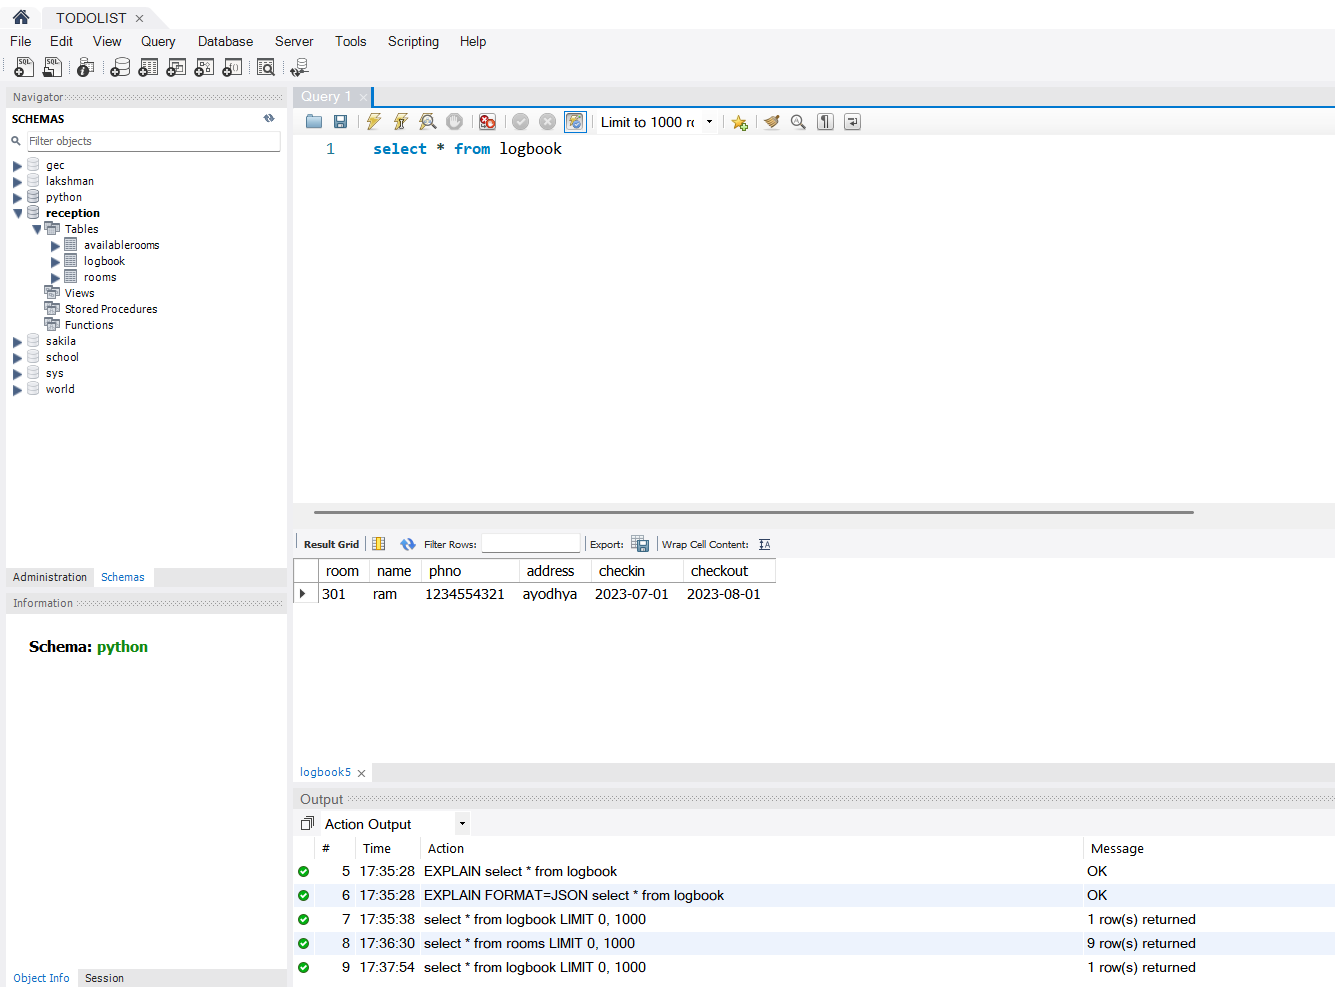 TODOLIST ×
File Edit View Query Database Server Tools Scripting Help
Navigator
SCHEMAS
Filter objects
gec
lakshman
python
reception
Tables
availablerooms
logbook
rooms
Views
Stored Procedures
Functions
sakila
school
sys
world
Administration Schemas
Information
Schema: python
Object Info Session
Query 1 ×
Limit to 1000 r
1 select * from logbook
Result Grid Filter Rows: Export: Wrap Cell Content:
room name phno address checkin checkout
301 ram 1234554321 ayodhya 2023-07-01 2023-08-01
logbook5 ×
Output
Action Output
# Time Action Message
5 17:35:28 EXPLAIN select * from logbook OK
6 17:35:28 EXPLAIN FORMAT=JSON select * from logbook OK
7 17:35:38 select * from logbook LIMIT 0, 1000 1 row(s) returned
8 17:36:30 select * from rooms LIMIT 0, 1000 9 row(s) returned
9 17:37:54 select * from logbook LIMIT 0, 1000 1 row(s) returned